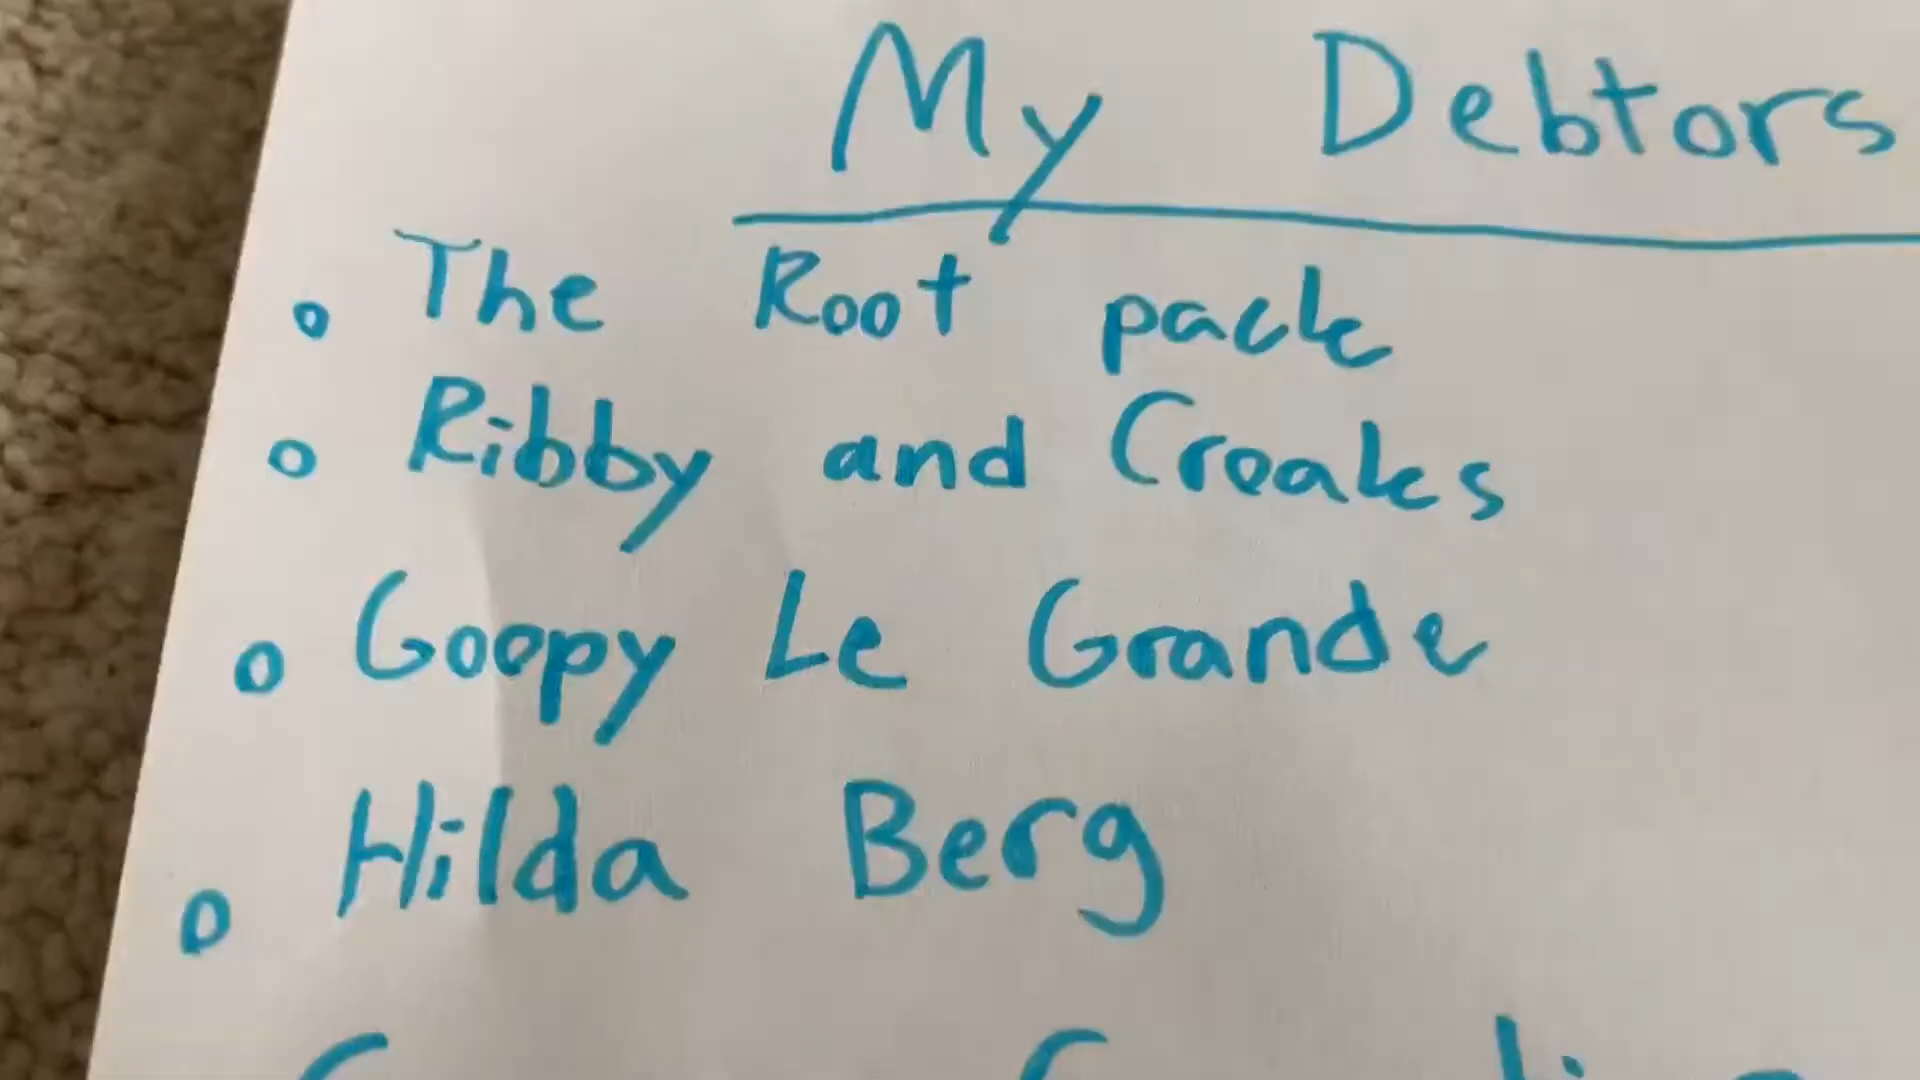 My Debtors
The Root pack
Ribby and Croaks
Goopy Le Grande
Hilda Berg